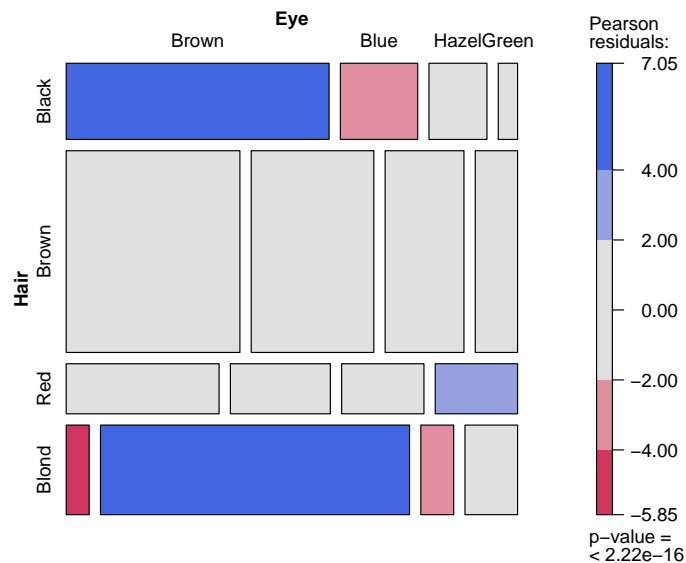 Eye
Brown Blue HazelGreen
Hair
Black
Brown
Red
Blond
Pearson
residuals:
7.05
4.00
2.00
0.00
−2.00
−4.00
−5.85
p−value =
< 2.22e−16